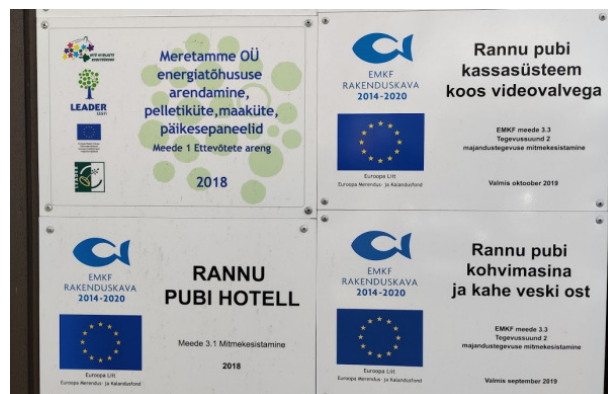 LEADER
Meretamme OÜ
energiatõhususe
arendamine,
pelletiküte,maaküte,
päikesepaneelid
Meede 1 Ettevõtete areng
2018
EMKF
RAKENDUSKAVA
2014-2020
Euroopa Liit
Euroopa Merendus- ja Kalandusfond
Rannu pubi
kassasüsteem
koos videovalvega
EMKF meede 3.3
Tegevussuund 2
majandustegevuse mitmekesistamine
Valmis oktoober 2019
EMKF
RAKENDUSKAVA
2014-2020
Euroopa Liit
Euroopa Merendus- ja Kalandusfond
RANNU
PUBI HOTELL
Meede 3.1 Mitmekesistamine
2018
EMKF
RAKENDUSKAVA
2014-2020
Euroopa Liit
Euroopa Merendus- ja Kalandusfond
Rannu pubi
kohvimasina
ja kahe veski ost
EMKF meede 3.3
Tegevussuund 2
majandustegevuse mitmekesistamine
Valmis september 2019